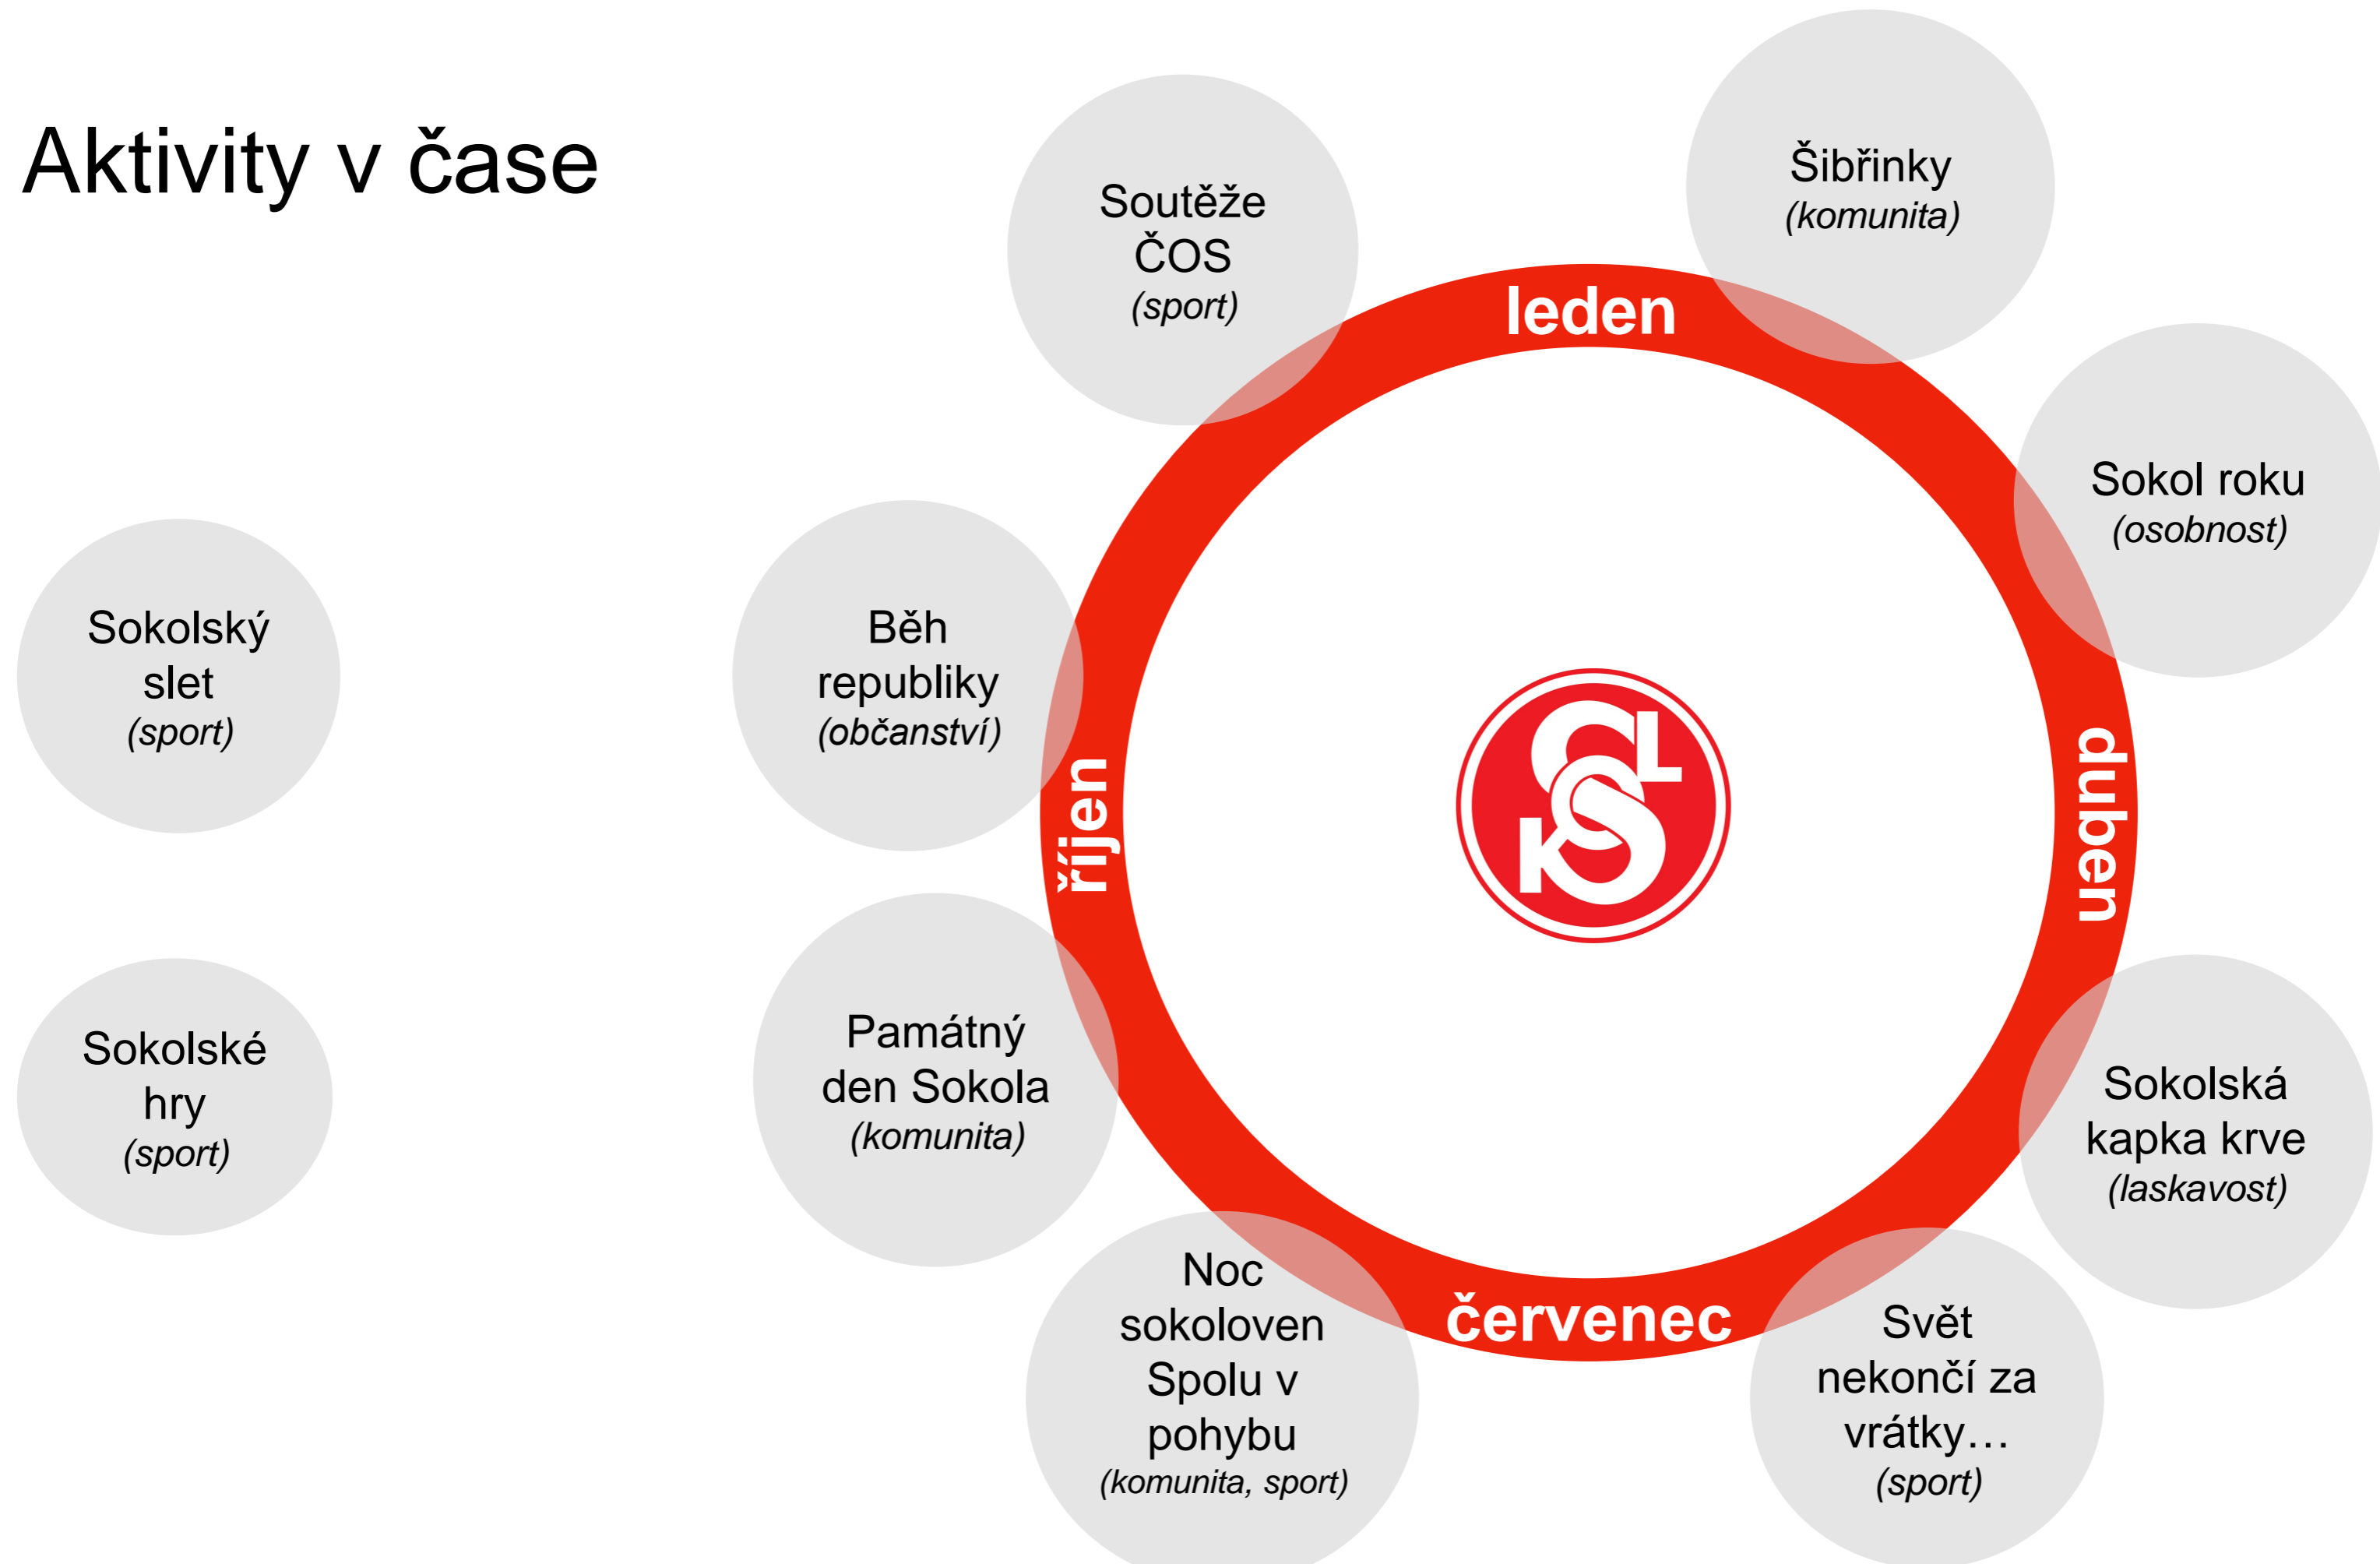 Aktivity v čase
Soutěže
ČOS
(sport)
Šibřinky
(komunita)
leden
Sokol roku
(osobnost)
Sokolský
slet
(sport)
Běh
republiky
(občanství)
říjen
SOKOL
duben
Sokolské
hry
(sport)
Památný
den Sokola
(komunita)
Sokolská
kapka krve
(laskavost)
Noc
sokoloven
Spolu v
pohybu
(komunita, sport)
červenec
Svět
nekončí za
vrátky…
(sport)